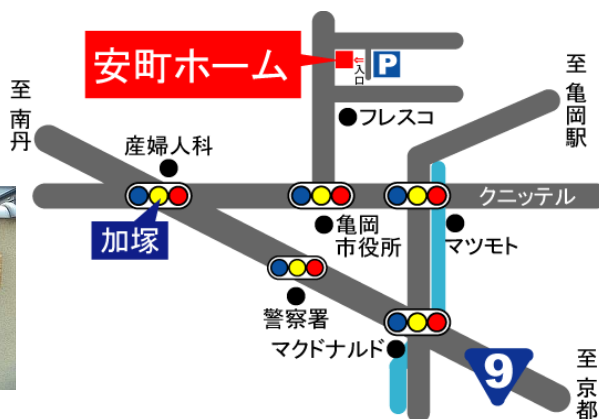 安町ホーム
⇐入口
P
至 亀岡駅
至 南丹
フレスコ
産婦人科
クニッテル
加塚
亀岡
市役所
マツモト
警察署
マクドナルド
9
至 京都